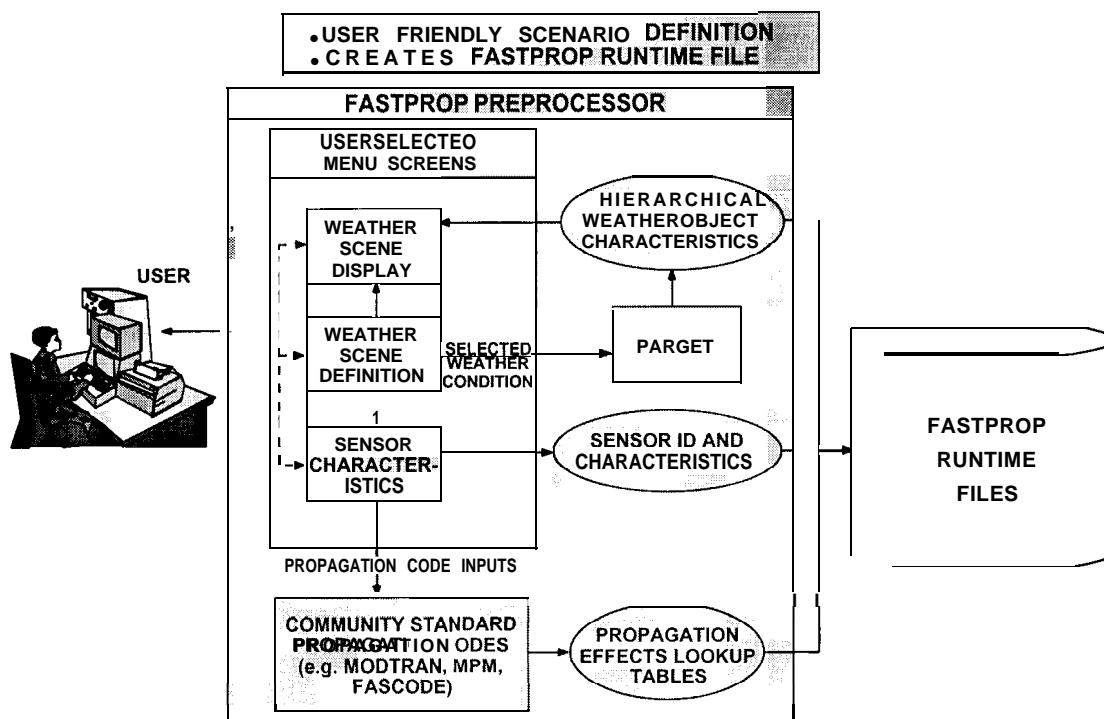 •USER FRIENDLY SCENARIO DEFINITION
•CREATES FASTPROP RUNTIME FILE
FASTPROP PREPROCESSOR
USERSELECTEO
MENU SCREENS
HIERARCHICAL
WEATHEROBJECT
CHARACTERISTICS
WEATHER
SCENE
DISPLAY
USER
WEATHER
SCENE
DEFINITION
SELECTED
WEATHER
CONDITION
PARGET
1
SENSOR
CHARACTER-
ISTICS
SENSOR ID AND
CHARACTERISTICS
FASTPROP
RUNTIME
FILES
PROPAGATION CODE INPUTS
COMMUNITY STANDARD
ODES
(e.g. MODTRAN, MPM,
FASCODE)
PROPAGATION
EFFECTS LOOKUP
TABLES